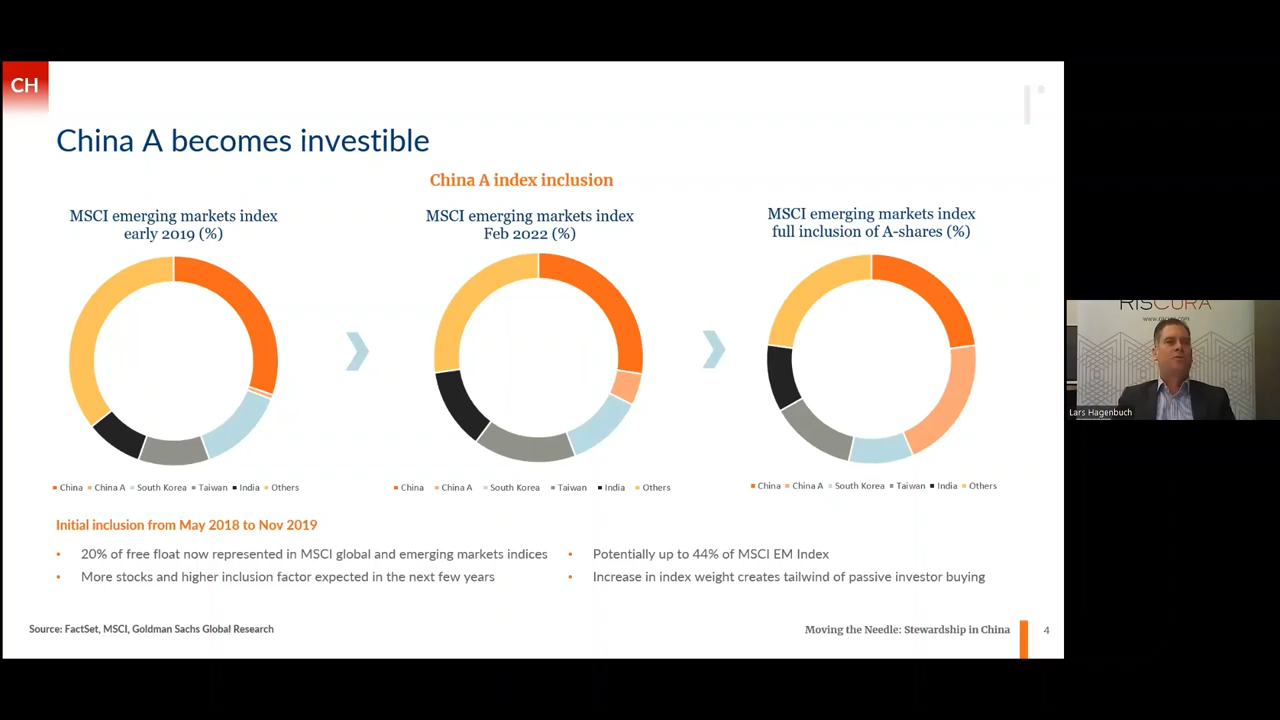 CH
China A becomes investible
China A index inclusion
MSCI emerging markets index
early 2019 (%)
MSCI emerging markets index
Feb 2022 (%)
MSCI emerging markets index
full inclusion of A-shares (%)
China China A South Korea Taiwan India Others
China China A South Korea Taiwan India Others
China China A South Korea Taiwan India Others
Initial inclusion from May 2018 to Nov 2019
• 20% of free float now represented in MSCI global and emerging markets indices
• More stocks and higher inclusion factor expected in the next few years
• Potentially up to 44% of MSCI EM Index
• Increase in index weight creates tailwind of passive investor buying
Source: FactSet, MSCI, Goldman Sachs Global Research
Moving the Needle: Stewardship in China
4
RISCURA
Lars Hagenbuch